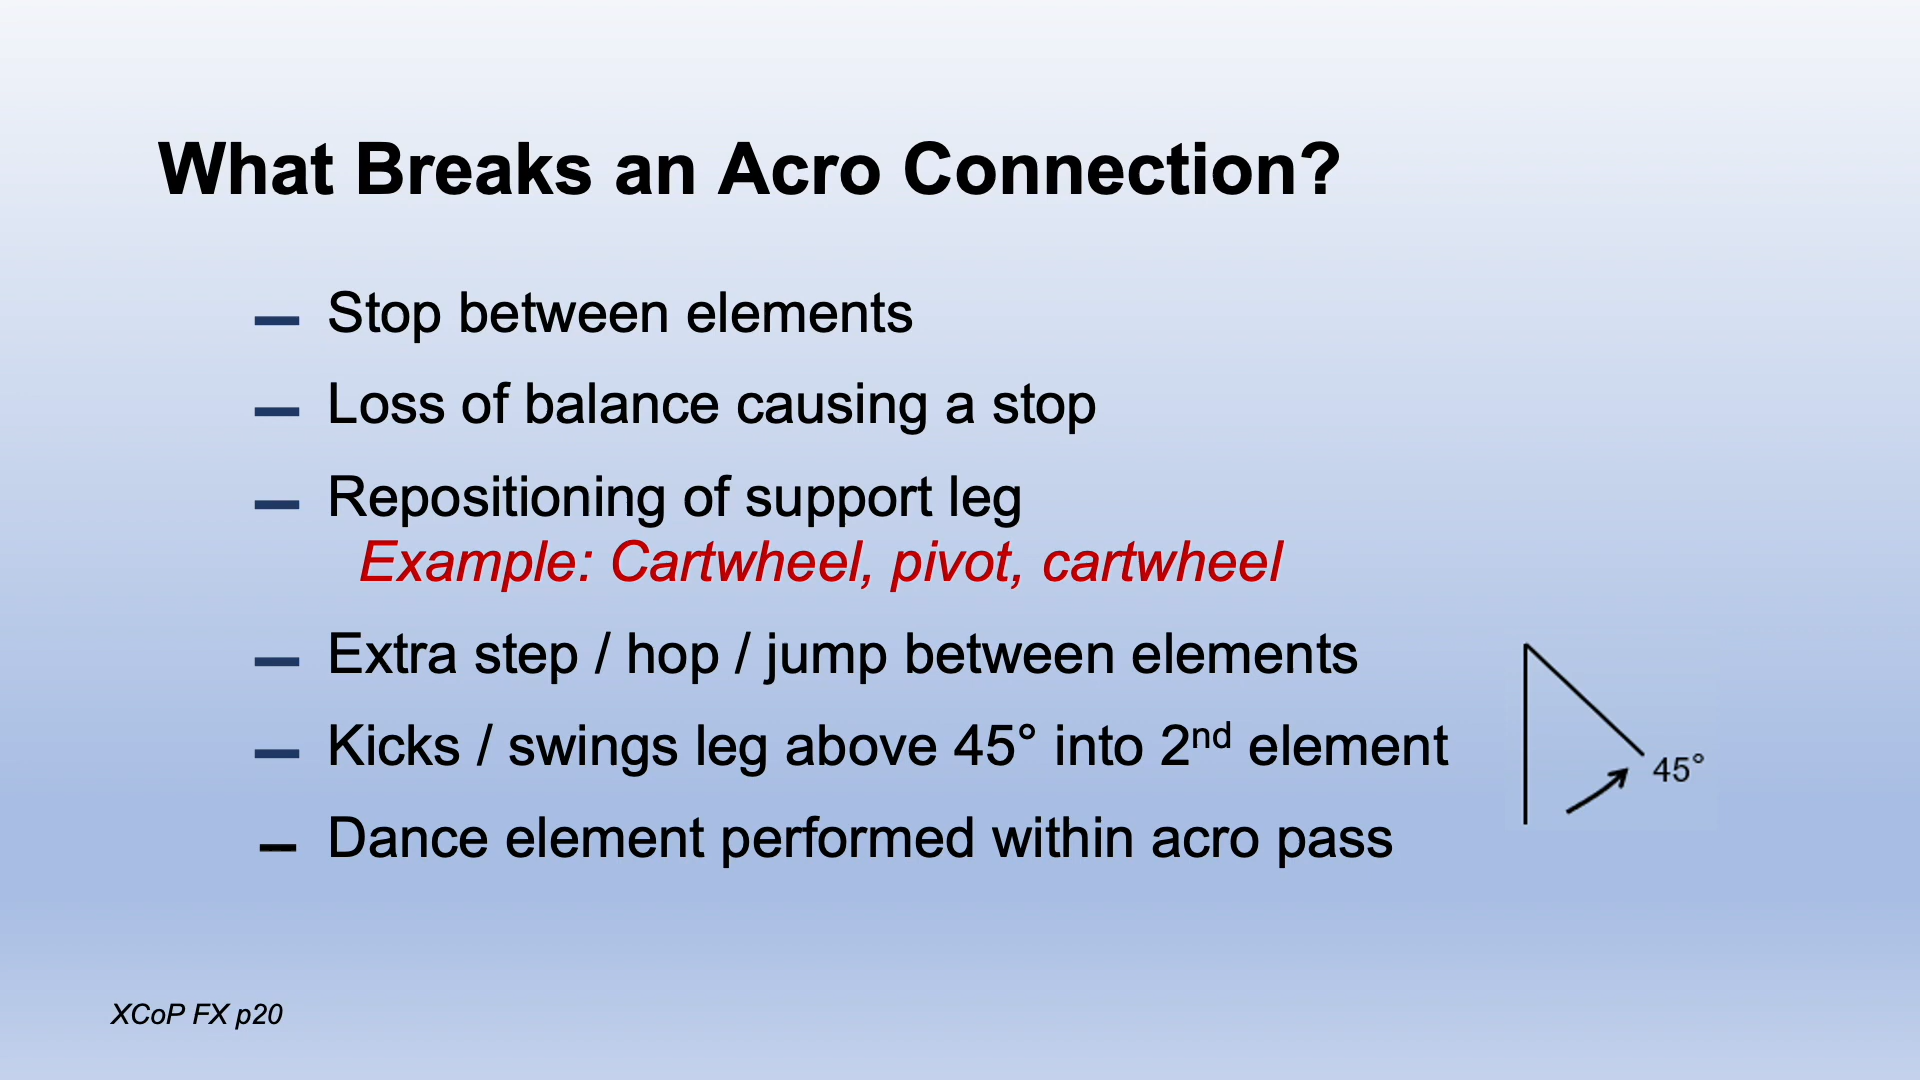 What Breaks an Acro Connection?
– Stop between elements
– Loss of balance causing a stop
– Repositioning of support leg
Example: Cartwheel, pivot, cartwheel
– Extra step / hop / jump between elements
– Kicks / swings leg above 45° into 2nd element
45°
– Dance element performed within acro pass
XCoP FX p20